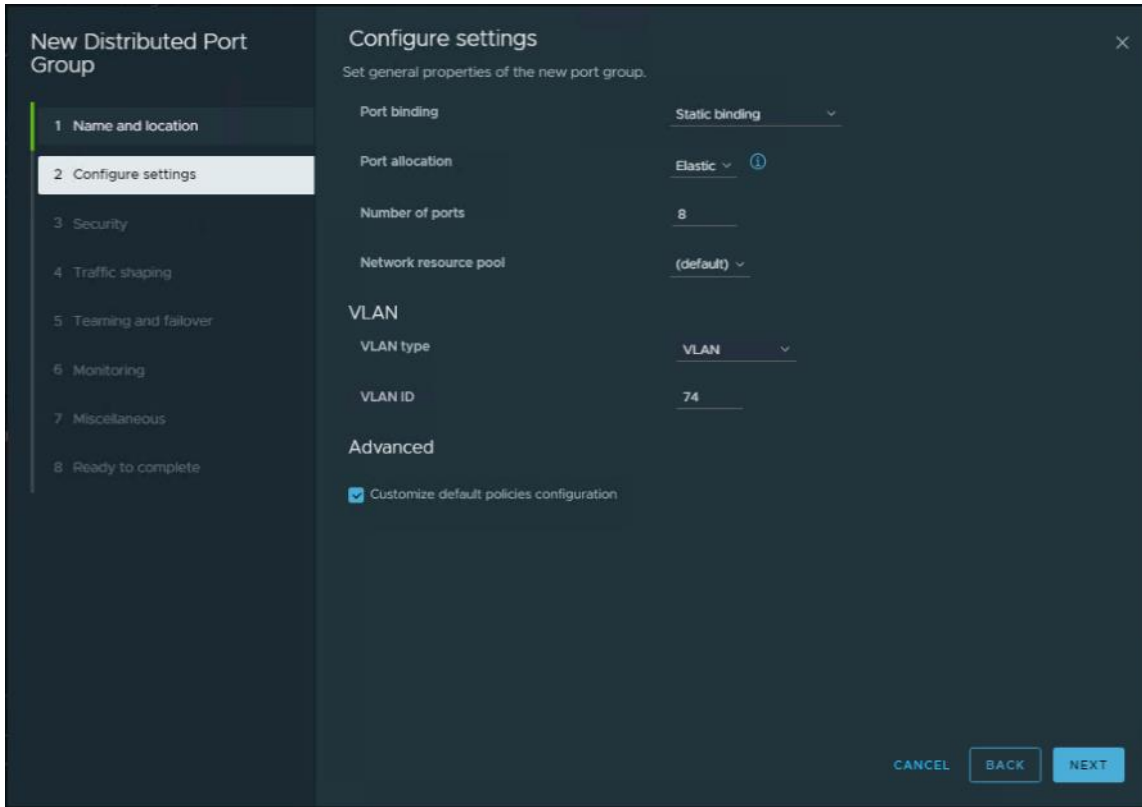 New Distributed Port
Group
1 Name and location
2 Configure settings
3 Security
4 Traffic shaping
5 Teaming and failover
6 Monitoring
7 Miscellaneous
8 Ready to complete
Configure settings
Set general properties of the new port group.
Port binding Static binding
Port allocation Elastic
Number of ports 8
Network resource pool (default)
VLAN
VLAN type VLAN
VLAN ID 74
Advanced
Customize default policies configuration
CANCEL BACK NEXT